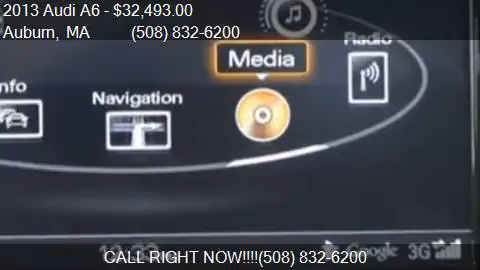 2013 Audi A6 - $32,493.00
Auburn, MA (508) 832-6200
Radio
Media
nfo
Navigation
Google 3G
CALL RIGHT NOW!!!!(508) 832-6200